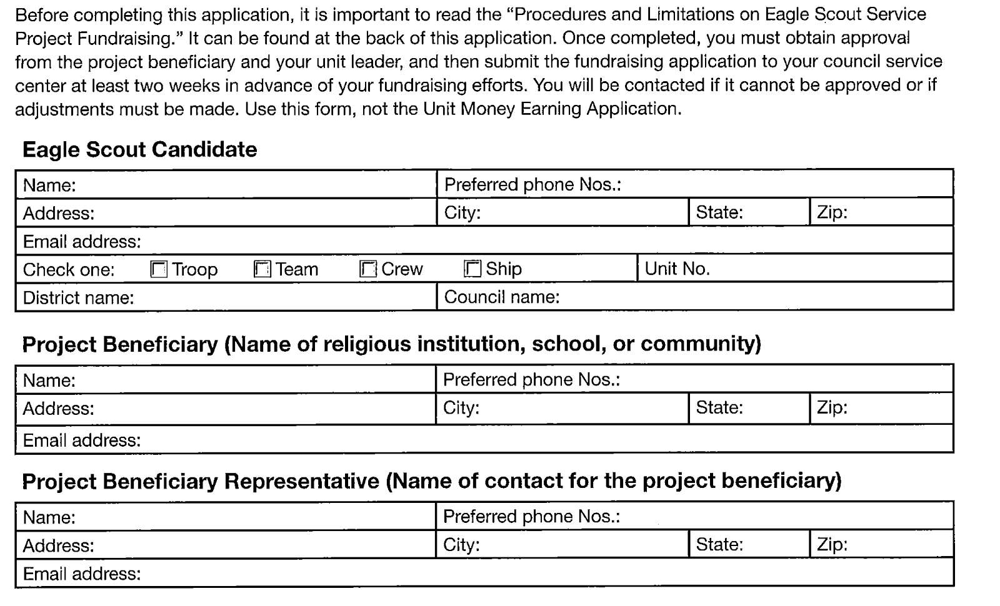 Before completing this application, it is important to read the “Procedures and Limitations on Eagle Scout Service
Project Fundraising.” It can be found at the back of this application. Once completed, you must obtain approval
from the project beneficiary and your unit leader, and then submit the fundraising application to your council service
center at least two weeks in advance of your fundraising efforts. You will be contacted if it cannot be approved or if
adjustments must be made. Use this form, not the Unit Money Earning Application.
Eagle Scout Candidate
Name: Preferred phone Nos.:
Address: City: State: Zip:
Email address:
Check one: Troop Team Crew Ship Unit No.
District name: Council name:
Project Beneficiary (Name of religious institution, school, or community)
Name: Preferred phone Nos.:
Address: City: State: Zip:
Email address:
Project Beneficiary Representative (Name of contact for the project beneficiary)
Name: Preferred phone Nos.:
Address: City: State: Zip:
Email address: